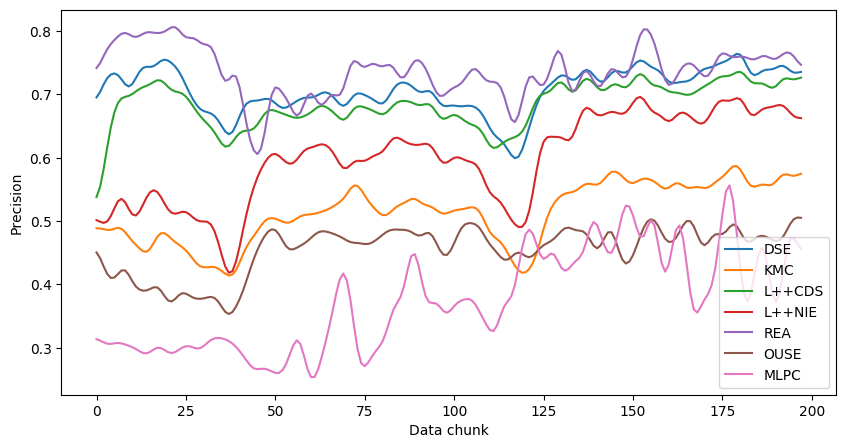 Precision
0.8
0.7
0.6
0.5
0.4
0.3
0 25 50 75 100 125 150 175 200
Data chunk
DSE
KMC
L++CDS
L++NIE
REA
OUSE
MLPC